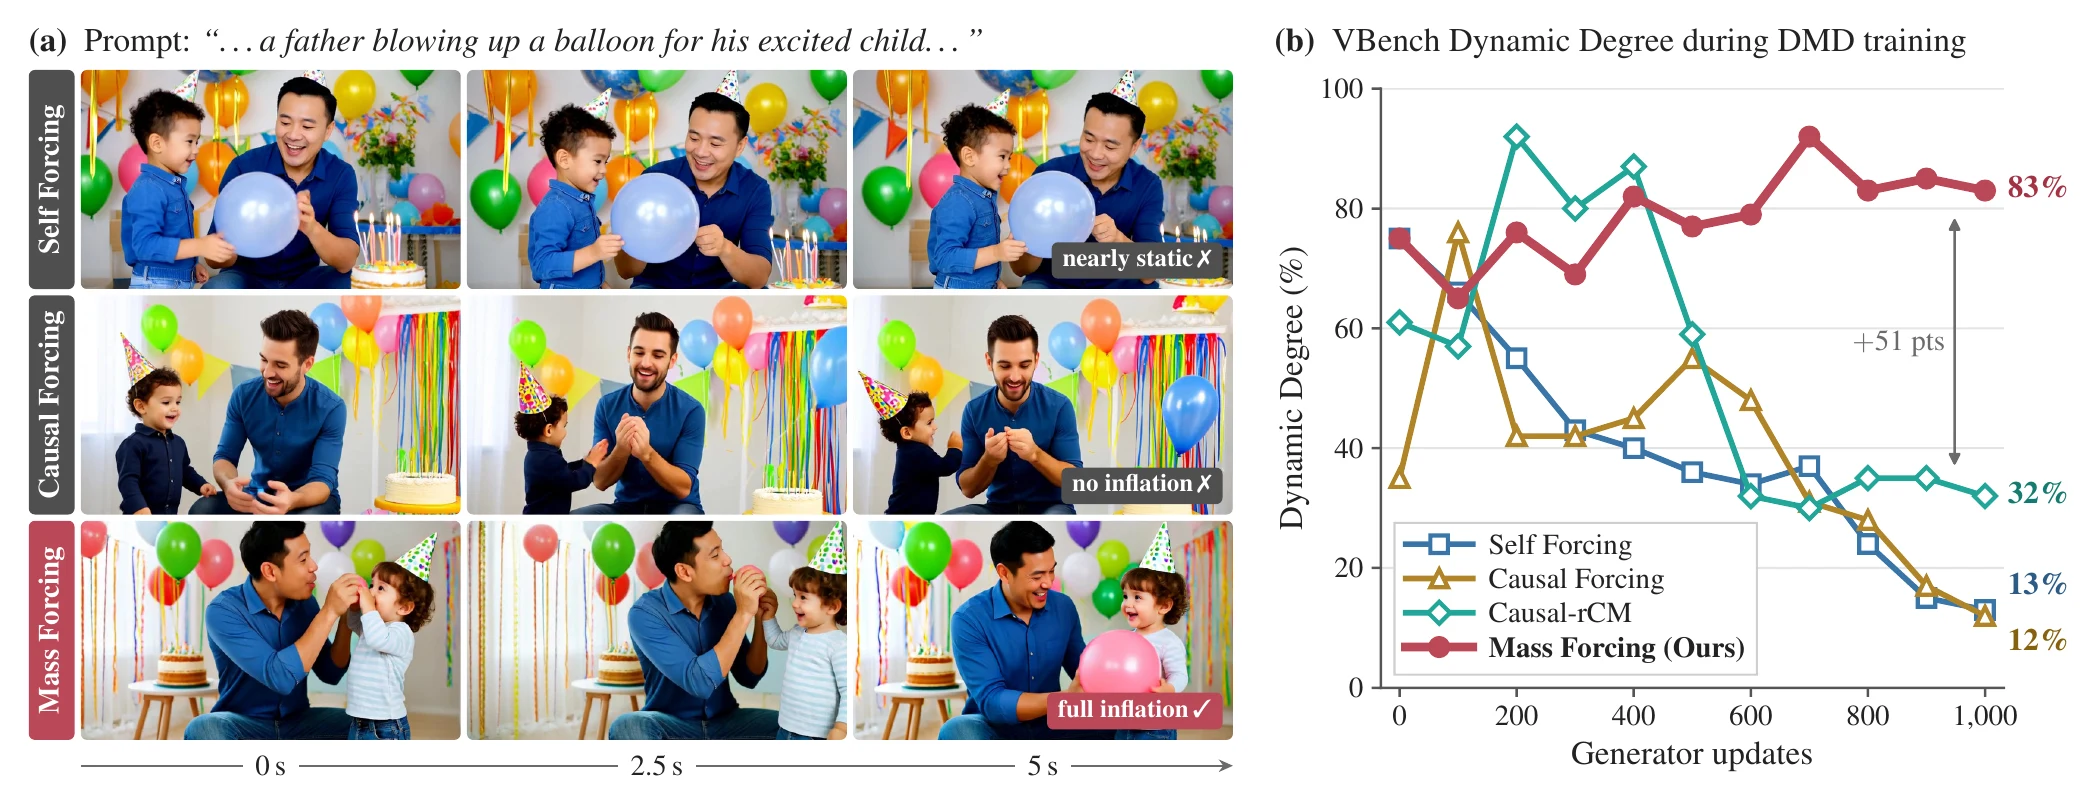 (a) Prompt: “. . . a father blowing up a balloon for his excited child. . . ”
Self Forcing
nearly static✗
Causal Forcing
no inflation✗
Mass Forcing
full inflation✓
0 s
2.5 s
5 s
(b) VBench Dynamic Degree during DMD training
Dynamic Degree (%)
100
80
60
40
20
0
83%
+51 pts
32%
13%
12%
Self Forcing
Causal Forcing
Causal-rCM
Mass Forcing (Ours)
0 200 400 600 800 1,000
Generator updates